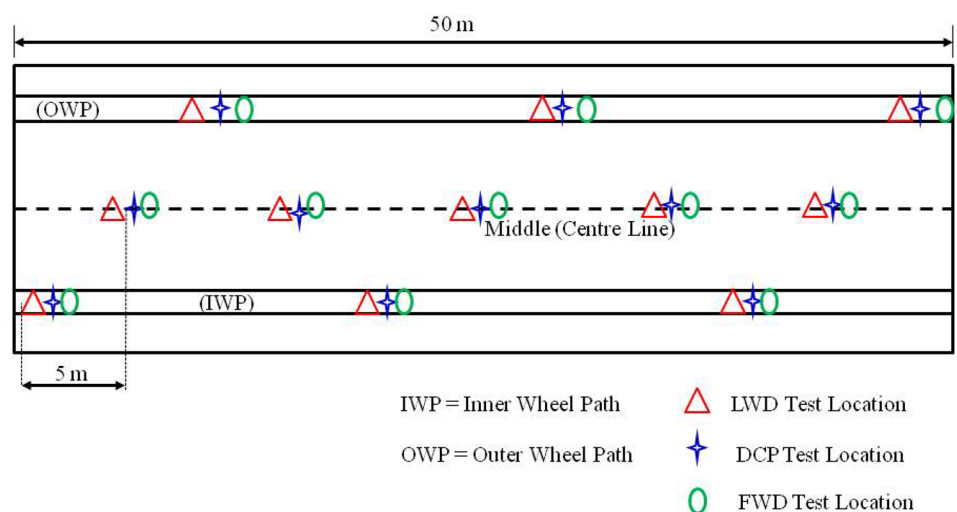 50 m
(OWP)
Middle (Centre Line)
(IWP)
5 m
IWP = Inner Wheel Path
LWD Test Location
OWP = Outer Wheel Path
DCP Test Location
FWD Test Location